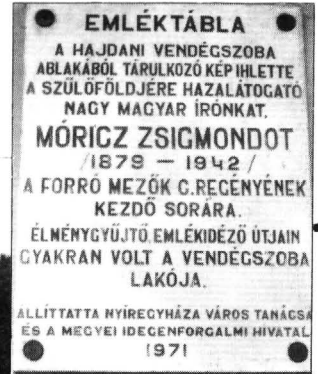 EMLÉKTÁBLA
A HAJDANI VENDÉGSZOBA
ABLAKÁBÓL TÁRULKOZÓ KÉP IHLETTE
A SZÜLŐFÖLDJÉRE HAZALÁTOGATÓ
NAGY MAGYAR ÍRÓNKAT,
MÓRICZ ZSIGMONDOT
/1879 — 1942/
A FORRÓ MEZŐK C.REGÉNYÉNEK
KEZDŐ SORÁRA.
ÉLMÉNYGYŰJTŐ, EMLÉKIDÉZŐ ÚTJAIN
GYAKRAN VOLT A VENDÉGSZOBA
LAKÓJA.
ÁLLÍTTATTA NYÍREGYHÁZA VÁROS TANÁCSA
ÉS A MEGYEI IDEGENFORGALMI HIVATAL
1971